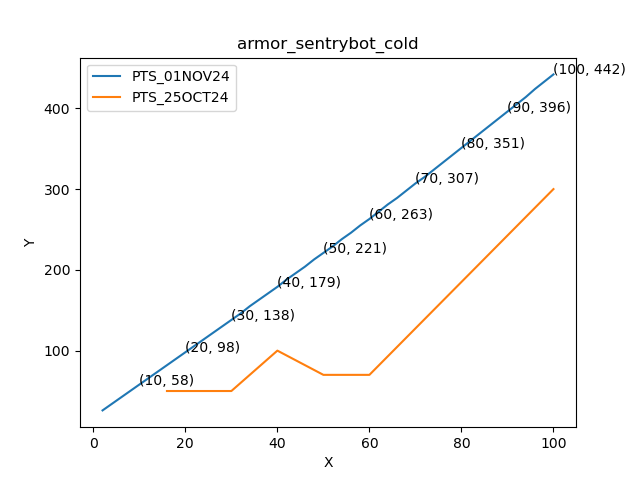 armor_sentrybot_cold
PTS_01NOV24
PTS_25OCT24
(100, 442)
(90, 396)
(80, 351)
(70, 307)
(60, 263)
(50, 221)
(40, 179)
(30, 138)
(20, 98)
(10, 58)
400
300
200
100
Y
0 20 40 60 80 100
X